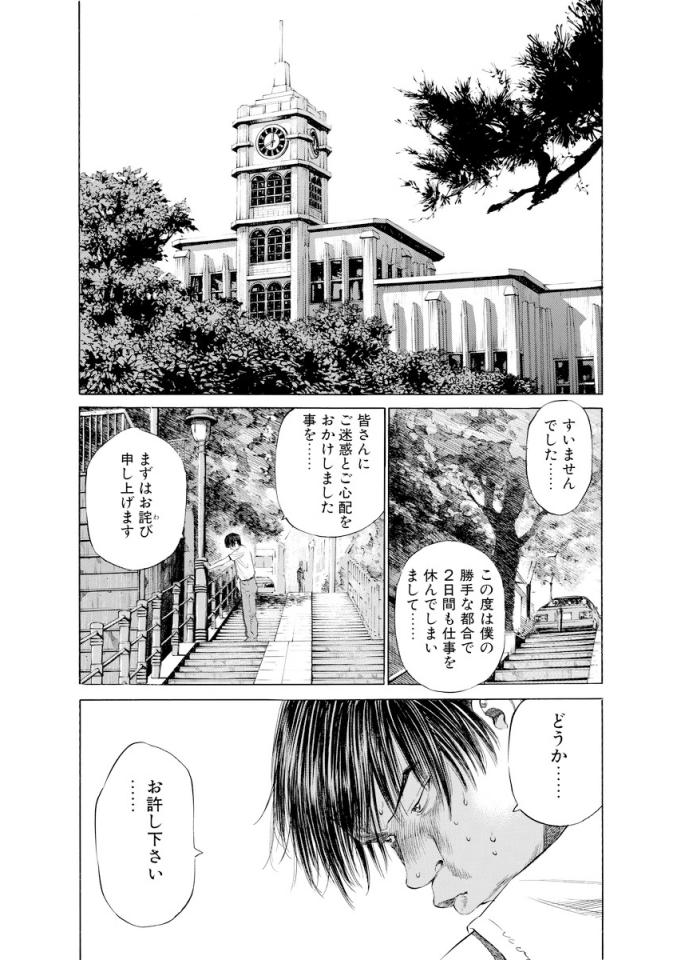 すいません
でした……
この度は僕の
勝手な都合で
２日間も仕事を
休んでしまい
まして……
皆さんに
ご迷惑とご心配を
おかけしました
事を……
まずはお詫び
わ
申し上げます
どうか……
お許し下さい
……